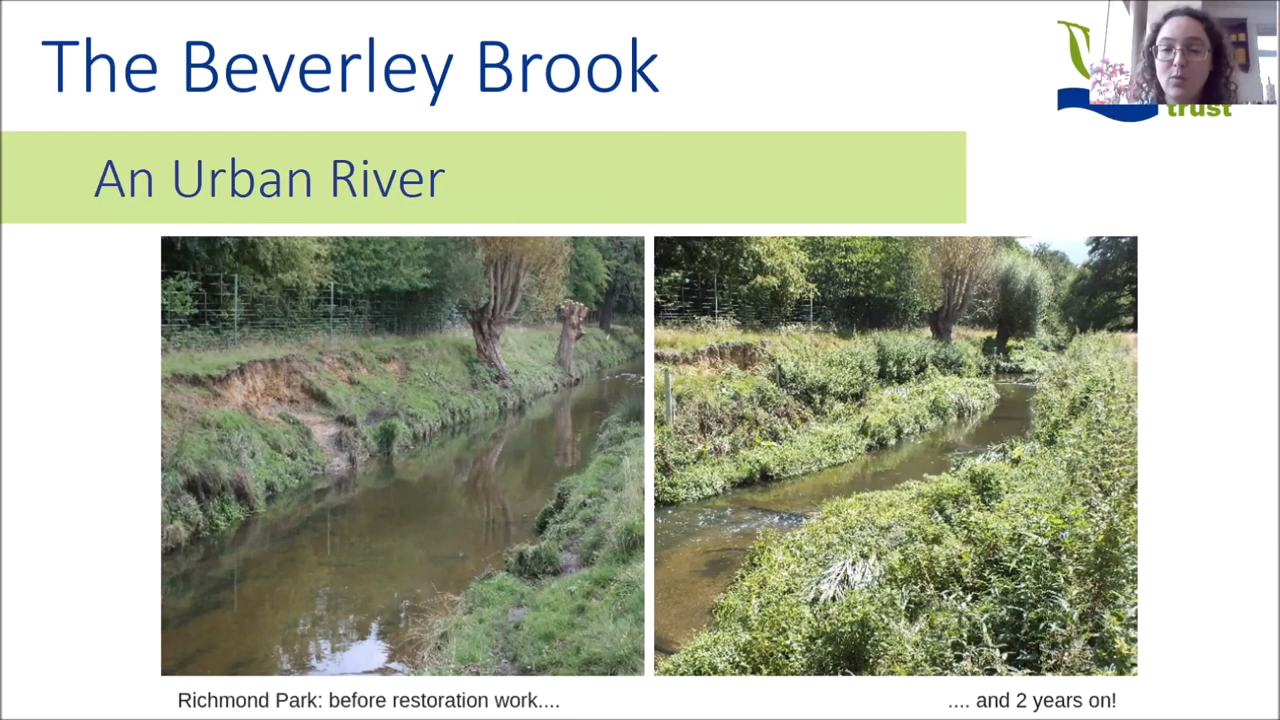 The Beverley Brook
trust
An Urban River
Richmond Park: before restoration work....
.... and 2 years on!